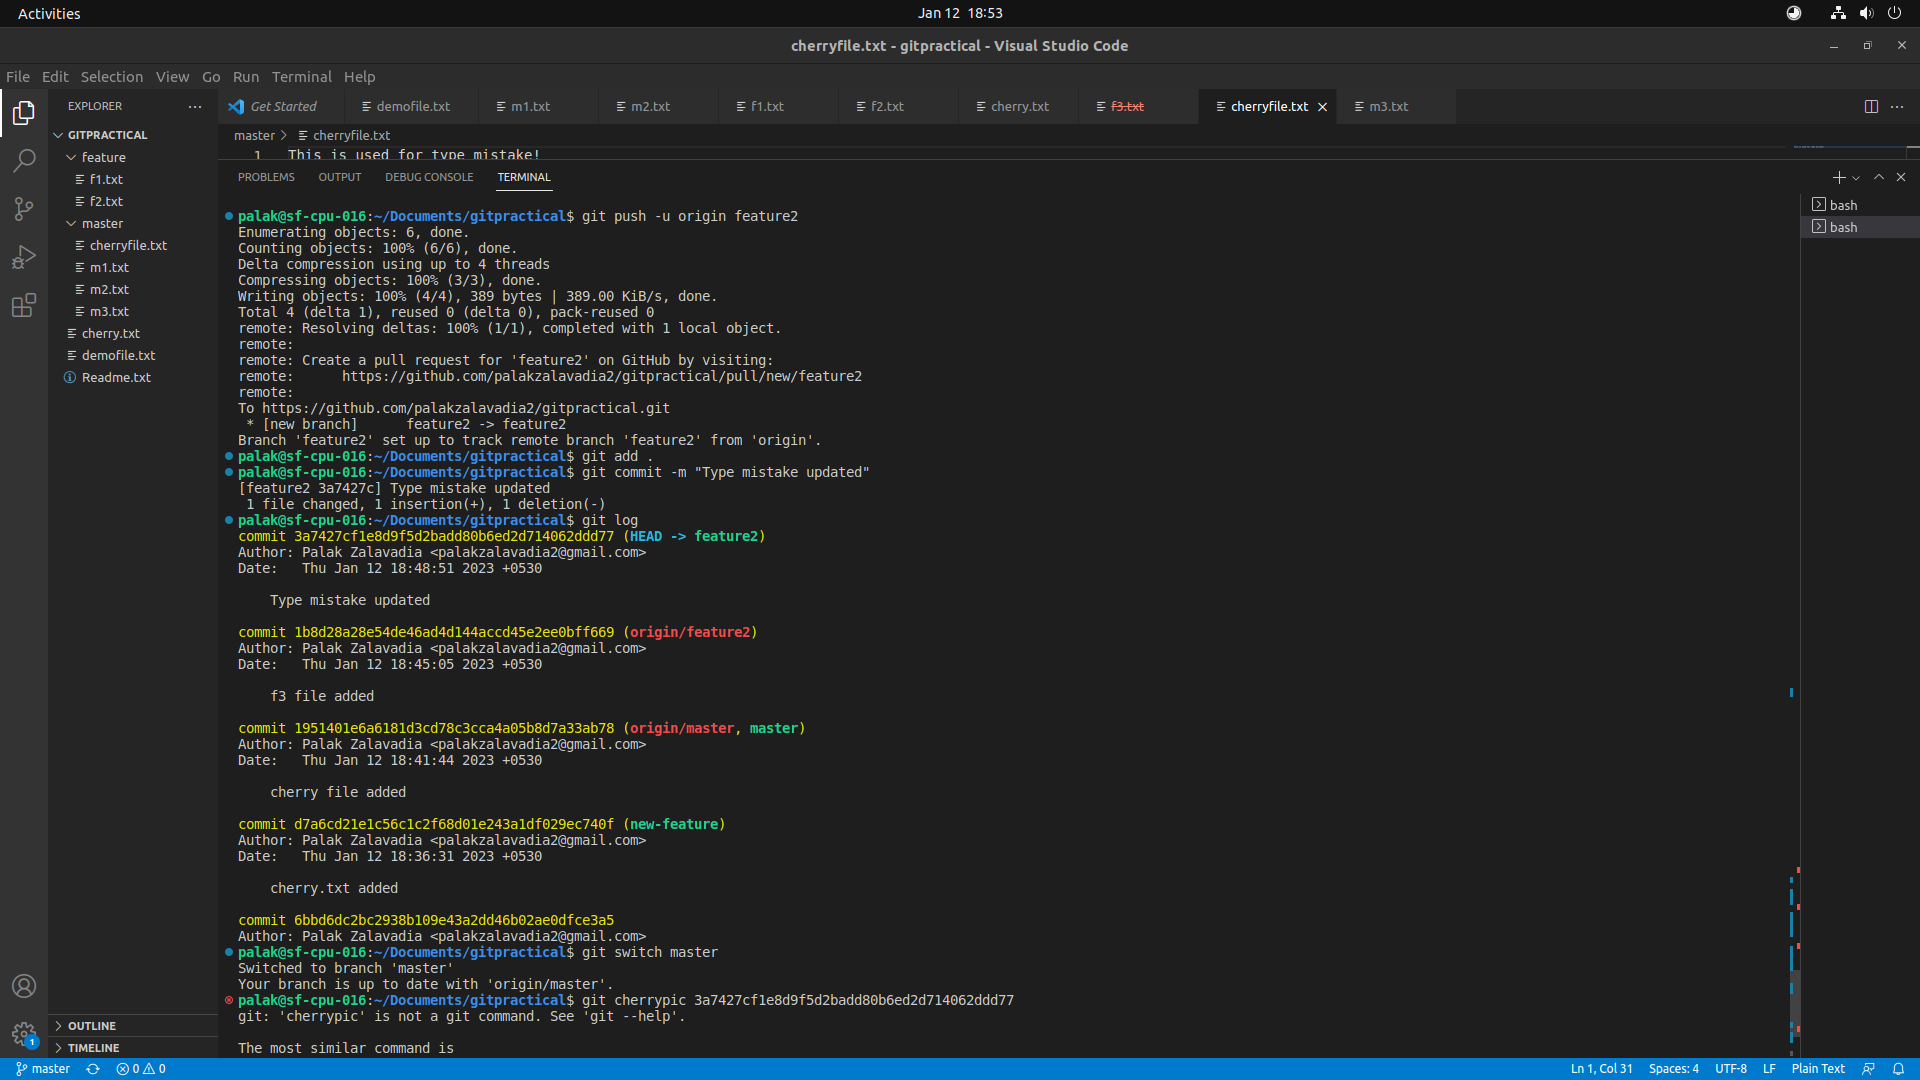 Activities
Jan 12 18:53
cherryfile.txt - gitpractical - Visual Studio Code
File Edit Selection View Go Run Terminal Help
EXPLORER
Get Started
demofile.txt
m1.txt
m2.txt
f1.txt
f2.txt
cherry.txt
f3.txt
cherryfile.txt
m3.txt
GITPRACTICAL
feature
f1.txt
f2.txt
master
cherryfile.txt
m1.txt
m2.txt
m3.txt
cherry.txt
demofile.txt
Readme.txt
OUTLINE
TIMELINE
master > cherryfile.txt
1 This is used for type mistake!
PROBLEMS OUTPUT DEBUG CONSOLE TERMINAL
bash
bash
palak@sf-cpu-016:~/Documents/gitpractical$ git push -u origin feature2
Enumerating objects: 6, done.
Counting objects: 100% (6/6), done.
Delta compression using up to 4 threads
Compressing objects: 100% (3/3), done.
Writing objects: 100% (4/4), 389 bytes | 389.00 KiB/s, done.
Total 4 (delta 1), reused 0 (delta 0), pack-reused 0
remote: Resolving deltas: 100% (1/1), completed with 1 local object.
remote:
remote: Create a pull request for 'feature2' on GitHub by visiting:
remote:      https://github.com/palakzalavadia2/gitpractical/pull/new/feature2
remote:
To https://github.com/palakzalavadia2/gitpractical.git
 * [new branch]      feature2 -> feature2
Branch 'feature2' set up to track remote branch 'feature2' from 'origin'.
palak@sf-cpu-016:~/Documents/gitpractical$ git add .
palak@sf-cpu-016:~/Documents/gitpractical$ git commit -m "Type mistake updated"
[feature2 3a7427c] Type mistake updated
 1 file changed, 1 insertion(+), 1 deletion(-)
palak@sf-cpu-016:~/Documents/gitpractical$ git log
commit 3a7427cf1e8d9f5d2badd80b6ed2d714062ddd77 (HEAD -> feature2)
Author: Palak Zalavadia <palakzalavadia2@gmail.com>
Date:   Thu Jan 12 18:48:51 2023 +0530
Type mistake updated
commit 1b8d28a28e54de46ad4d144accd45e2ee0bff669 (origin/feature2)
Author: Palak Zalavadia <palakzalavadia2@gmail.com>
Date:   Thu Jan 12 18:45:05 2023 +0530
f3 file added
commit 1951401e6a6181d3cd78c3cca4a05b8d7a33ab78 (origin/master, master)
Author: Palak Zalavadia <palakzalavadia2@gmail.com>
Date:   Thu Jan 12 18:41:44 2023 +0530
cherry file added
commit d7a6cd21e1c56c1c2f68d01e243a1df029ec740f (new-feature)
Author: Palak Zalavadia <palakzalavadia2@gmail.com>
Date:   Thu Jan 12 18:36:31 2023 +0530
cherry.txt added
commit 6bbd6dc2bc2938b109e43a2dd46b02ae0dfce3a5
Author: Palak Zalavadia <palakzalavadia2@gmail.com>
palak@sf-cpu-016:~/Documents/gitpractical$ git switch master
Switched to branch 'master'
Your branch is up to date with 'origin/master'.
palak@sf-cpu-016:~/Documents/gitpractical$ git cherrypic 3a7427cf1e8d9f5d2badd80b6ed2d714062ddd77
git: 'cherrypic' is not a git command. See 'git --help'.
The most similar command is
1
master 0 0
Ln 1, Col 31 Spaces: 4 UTF-8 LF Plain Text